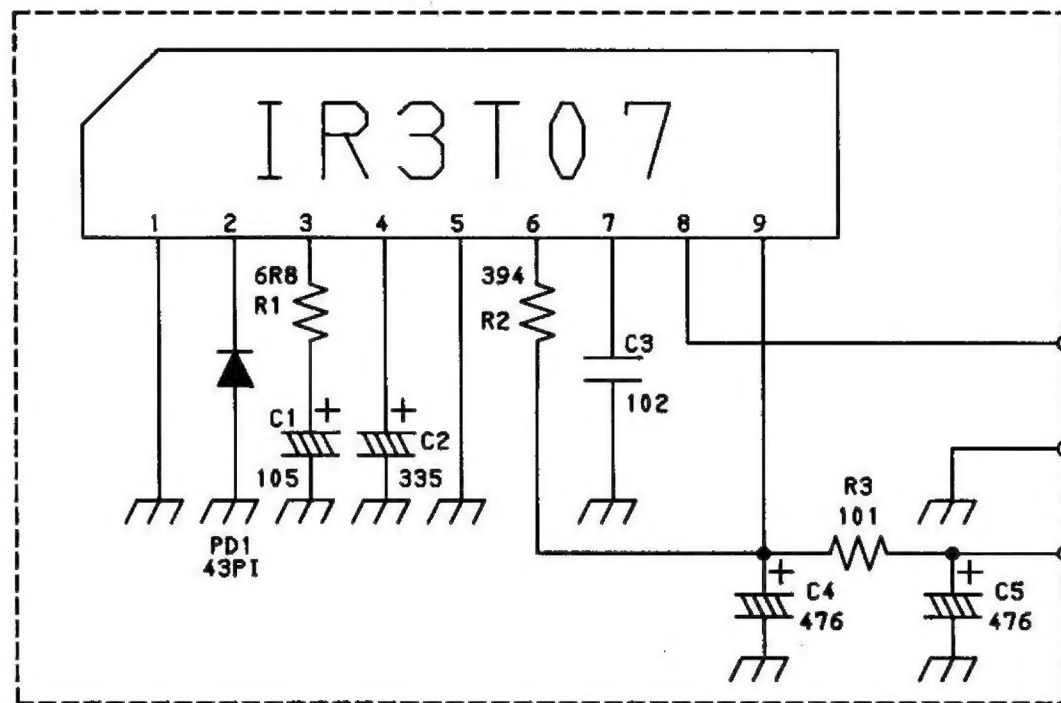 IR3T07
1 2 3 4 5 6 7 8 9
6R8
R1
394
R2
C3
102
C1 +
105
+ C2
335
PD1
43PI
R3
101
+ C4
476
+ C5
476